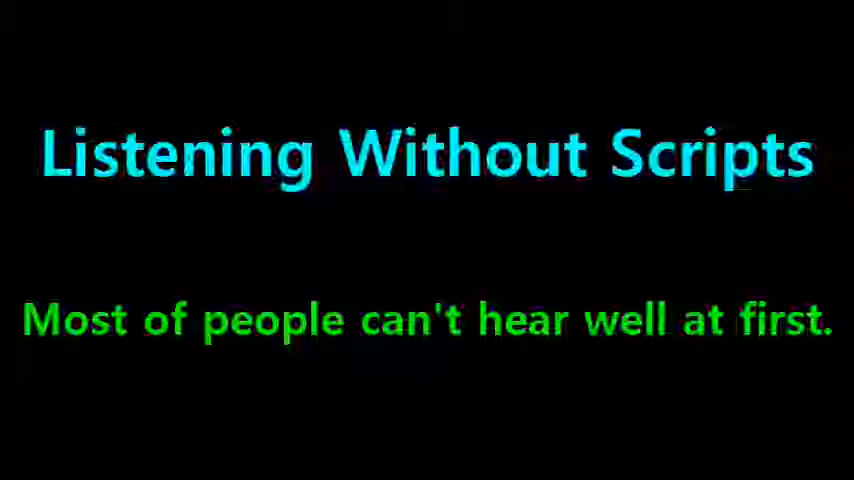 Listening Without Scripts
Most of people can't hear well at first.